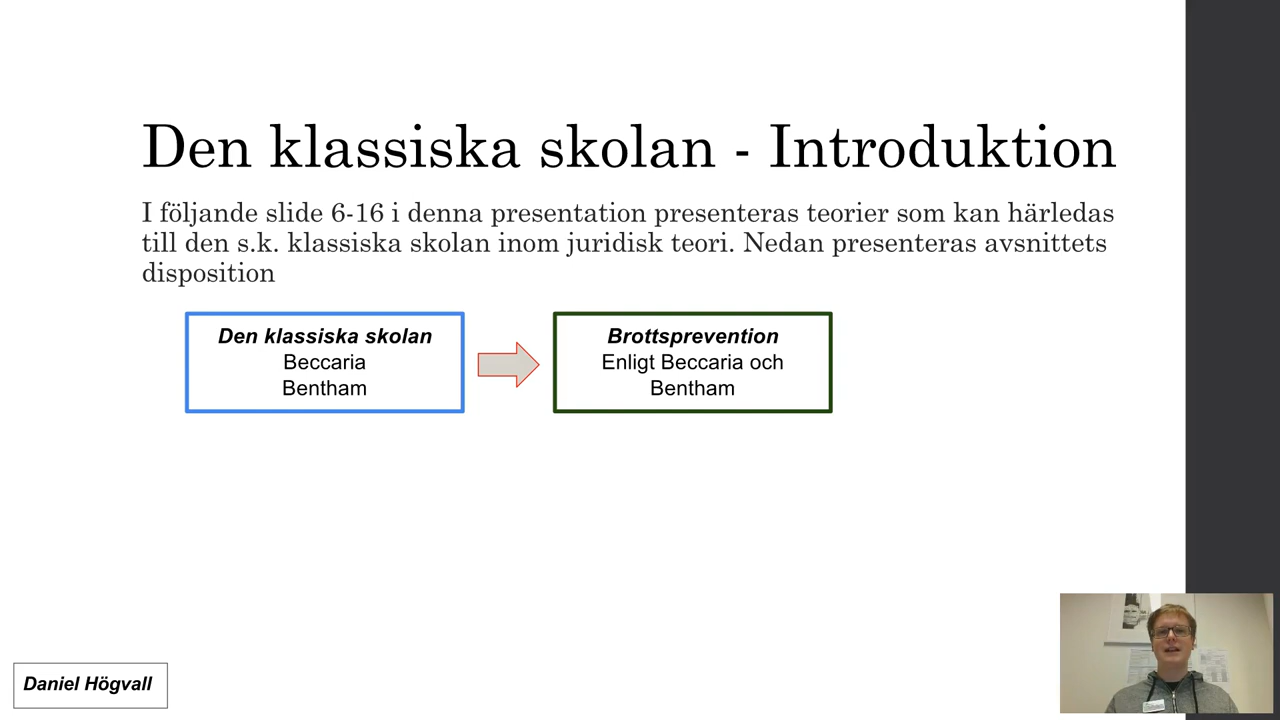 Den klassiska skolan - Introduktion
I följande slide 6-16 i denna presentation presenteras teorier som kan härledas
till den s.k. klassiska skolan inom juridisk teori. Nedan presenteras avsnittets
disposition
Den klassiska skolan
Beccaria
Bentham
Brottsprevention
Enligt Beccaria och
Bentham
Daniel Högvall